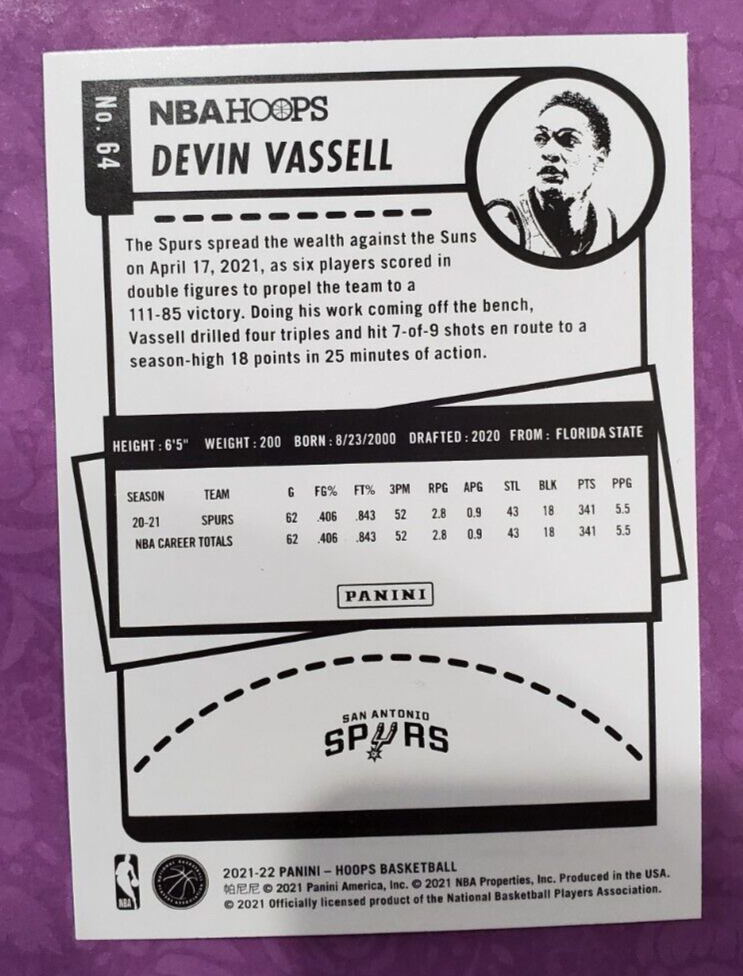 No. 64
NBA HOOPS
DEVIN VASSELL
The Spurs spread the wealth against the Suns
on April 17, 2021, as six players scored in
double figures to propel the team to a
111-85 victory. Doing his work coming off the bench,
Vassell drilled four triples and hit 7-of-9 shots en route to a
season-high 18 points in 25 minutes of action.
HEIGHT : 6'5" WEIGHT : 200 BORN : 8/23/2000 DRAFTED : 2020 FROM : FLORIDA STATE
SEASON TEAM G FG% FT% 3PM RPG APG STL BLK PTS PPG
20-21 SPURS 62 .406 .843 52 2.8 0.9 43 18 341 5.5
NBA CAREER TOTALS 62 .406 .843 52 2.8 0.9 43 18 341 5.5
PANINI
SAN ANTONIO
SPURS
NBA
2021-22 PANINI – HOOPS BASKETBALL
帕尼尼 © 2021 Panini America, Inc. © 2021 NBA Properties, Inc. Produced in the USA.
© 2021 Officially licensed product of the National Basketball Players Association.